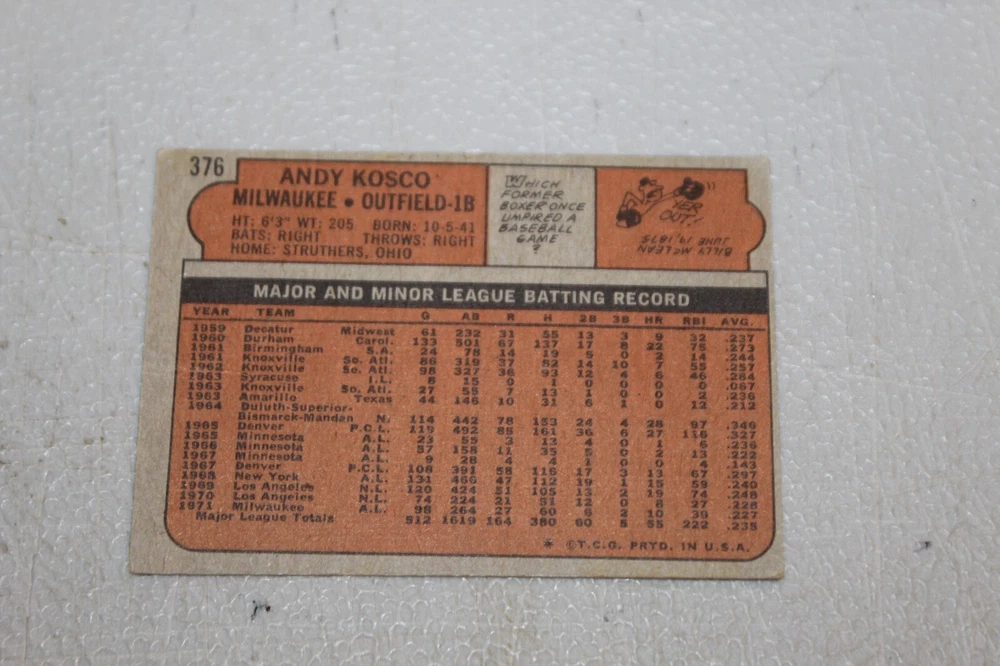 376
ANDY KOSCO
MILWAUKEE • OUTFIELD-1B
HT: 6'3" WT: 205 BORN: 10-5-41
BATS: RIGHT THROWS: RIGHT
HOME: STRUTHERS, OHIO
WHICH
FORMER
BOXER ONCE
UMPIRED A
BASEBALL
GAME
?
YER
OUT!!
BILLY McLEAN
JUNE 19, 1875
MAJOR AND MINOR LEAGUE BATTING RECORD
YEAR TEAM G AB R H 2B 3B HR RBI AVG.
1959 Decatur Midwest 61 232 31 55 13 3 9 32 .237
1960 Durham Carol. 133 501 67 137 17 8 22 75 .273
1961 Birmingham S.A. 24 78 14 19 5 0 2 14 .244
1961 Knoxville So. Atl. 86 319 37 82 14 10 7 55 .257
1962 Knoxville So. Atl. 98 327 36 93 12 4 6 46 .284
1963 Syracuse I.L. 8 15 0 1 0 0 0 0 .067
1963 Knoxville So. Atl. 27 55 7 13 1 0 0 2 .236
1963 Amarillo Texas 44 146 10 31 6 1 0 12 .212
1964 Duluth-Superior-
Bismarck-Mandan N. 114 442 78 153 24 4 28 97 .346
1965 Denver P.C.L. 119 492 85 161 36 6 27 116 .327
1965 Minnesota A.L. 23 55 3 13 4 0 1 6 .236
1966 Minnesota A.L. 57 158 11 35 5 0 2 13 .222
1967 Minnesota A.L. 9 28 4 4 1 0 0 4 .143
1967 Denver P.C.L. 108 391 58 116 17 7 13 67 .297
1968 New York A.L. 131 466 47 112 19 1 15 59 .240
1969 Los Angeles N.L. 120 424 51 105 13 2 19 74 .248
1970 Los Angeles N.L. 74 224 21 51 12 0 8 27 .228
1971 Milwaukee A.L. 98 264 27 60 6 2 10 39 .227
Major League Totals 512 1619 164 380 60 5 55 222 .235
* ©T.C.G. PRTD. IN U.S.A.